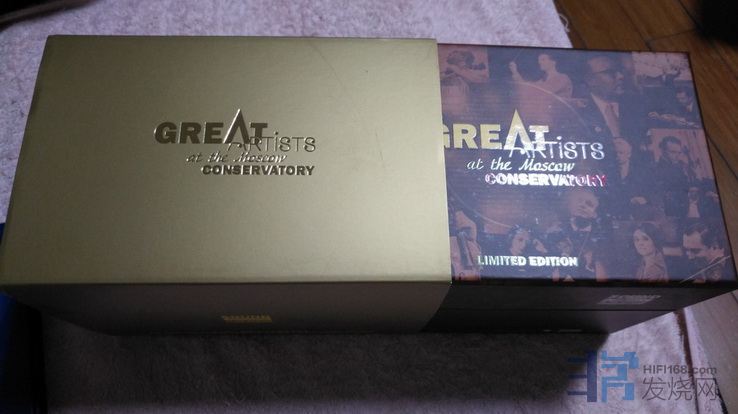 GREAT
ARTiSTS
at the Moscow
CONSERVATORY
GREAT
ARTiSTS
at the Moscow
CONSERVATORY
LIMITED EDITION
HIFI168.com
发烧网